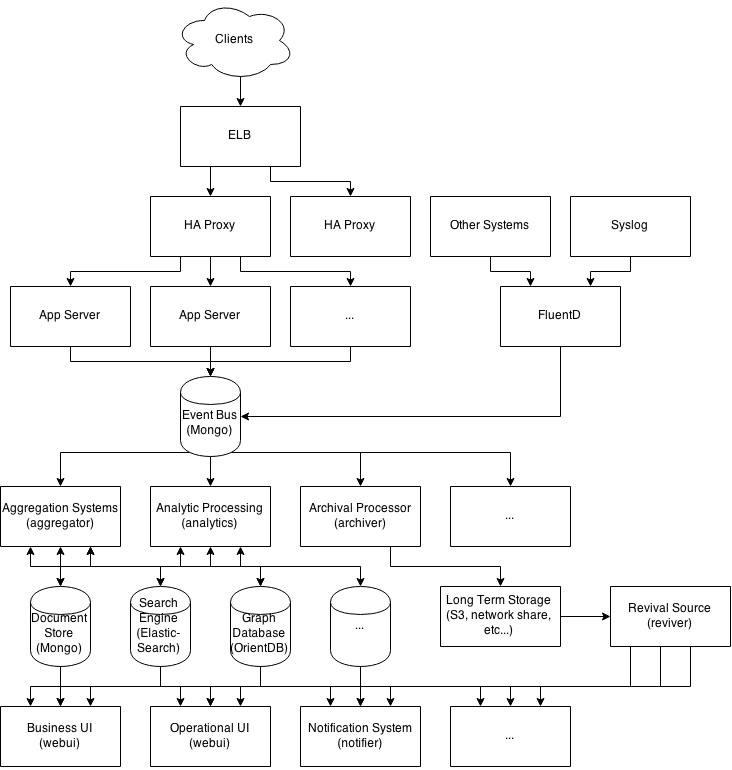 Clients
ELB
HA Proxy
HA Proxy
Other Systems
Syslog
App Server
App Server
...
FluentD
Event Bus
(Mongo)
Aggregation Systems
(aggregator)
Analytic Processing
(analytics)
Archival Processor
(archiver)
...
Document
Store
(Mongo)
Search
Engine
(Elastic-
Search)
Graph
Database
(OrientDB)
...
Long Term Storage
(S3, network share,
etc...)
Revival Source
(reviver)
Business UI
(webui)
Operational UI
(webui)
Notification System
(notifier)
...